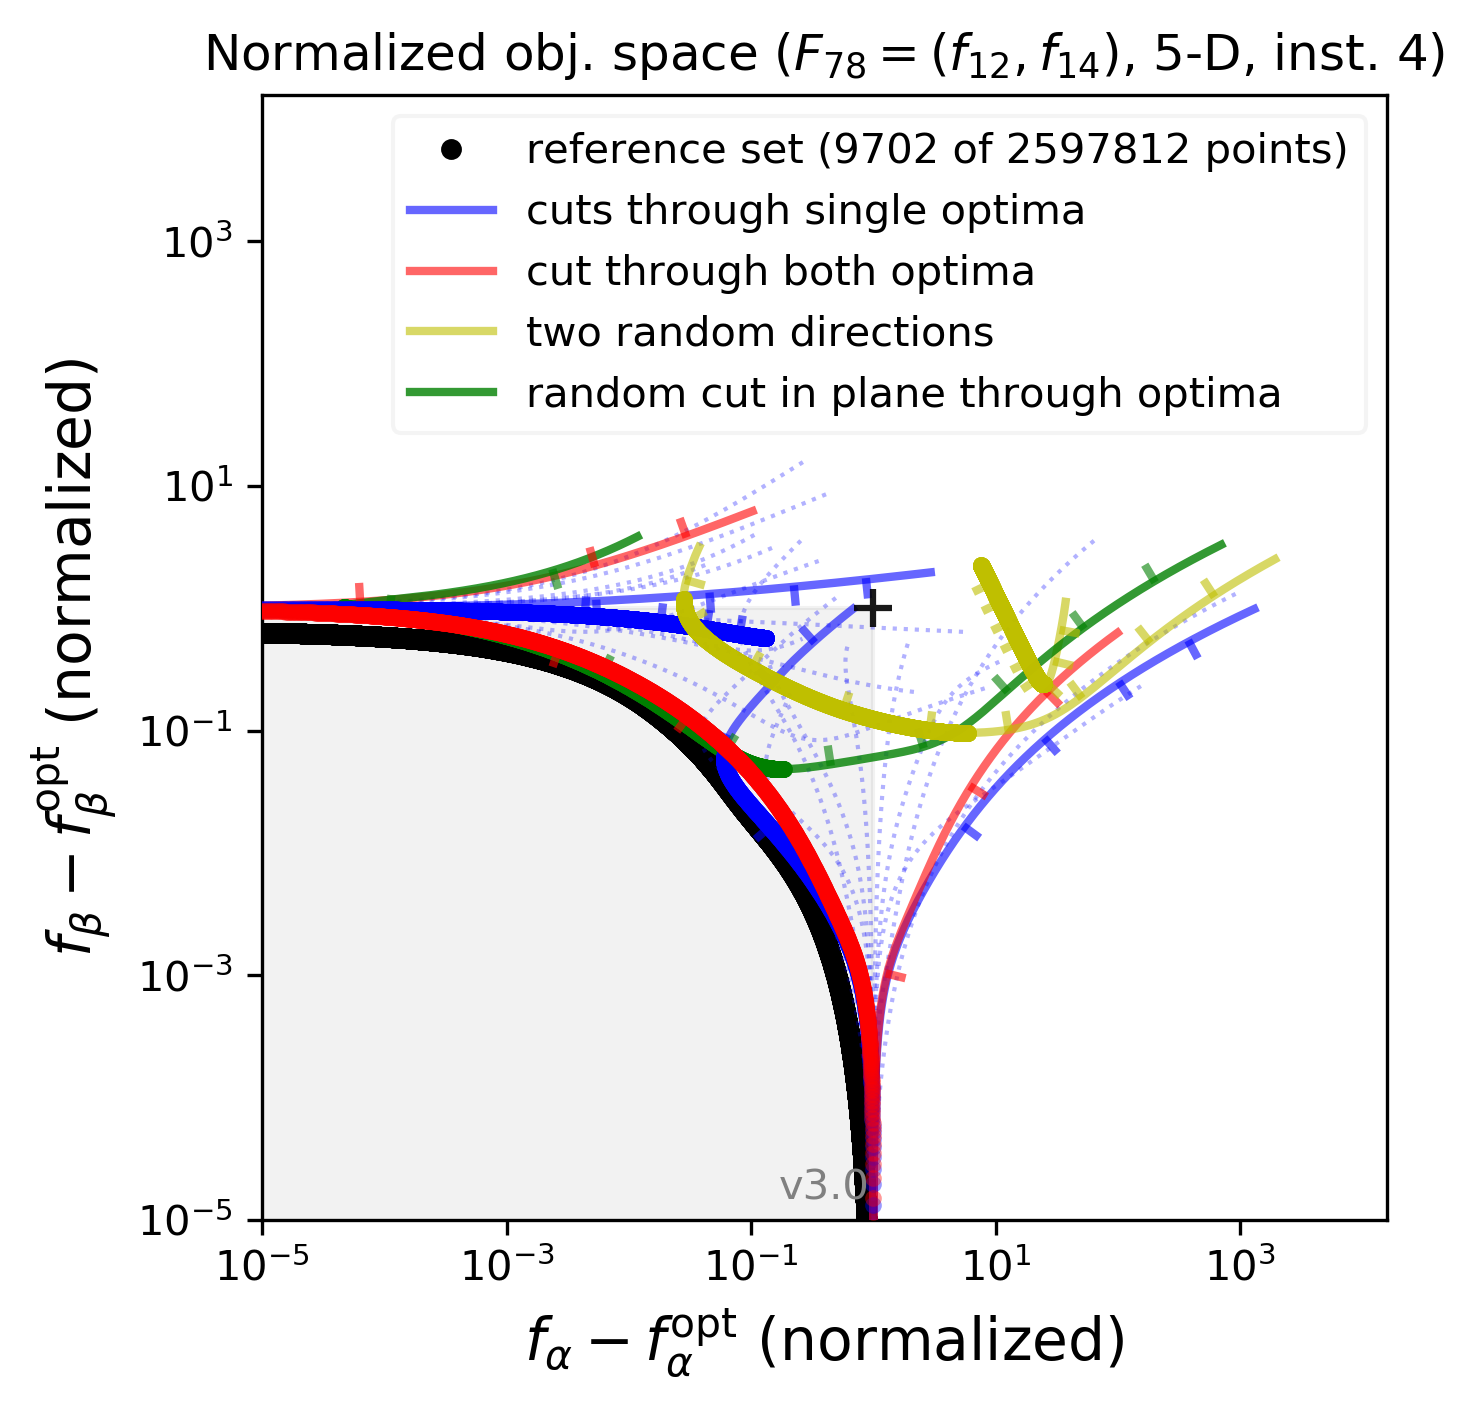 Normalized obj. space (F₇₈ = (f₁₂, f₁₄), 5-D, inst. 4)
reference set (9702 of 2597812 points)
cuts through single optima
cut through both optima
two random directions
random cut in plane through optima
10³
10¹
10⁻¹
10⁻³
10⁻⁵
f_β − f_β^opt (normalized)
v3.0
10⁻⁵
10⁻³
10⁻¹
10¹
10³
f_α − f_α^opt (normalized)